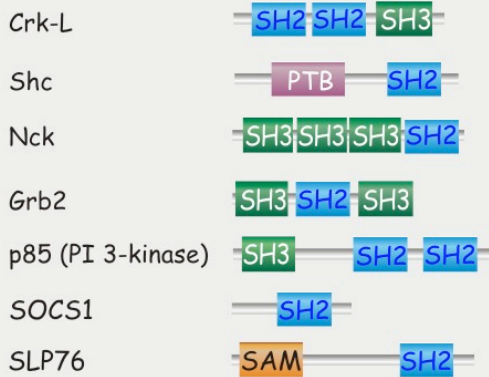 Crk-L SH2 SH2 SH3
Shc PTB SH2
Nck SH3 SH3 SH3 SH2
Grb2 SH3 SH2 SH3
p85 (PI 3-kinase) SH3 SH2 SH2
SOCS1 SH2
SLP76 SAM SH2